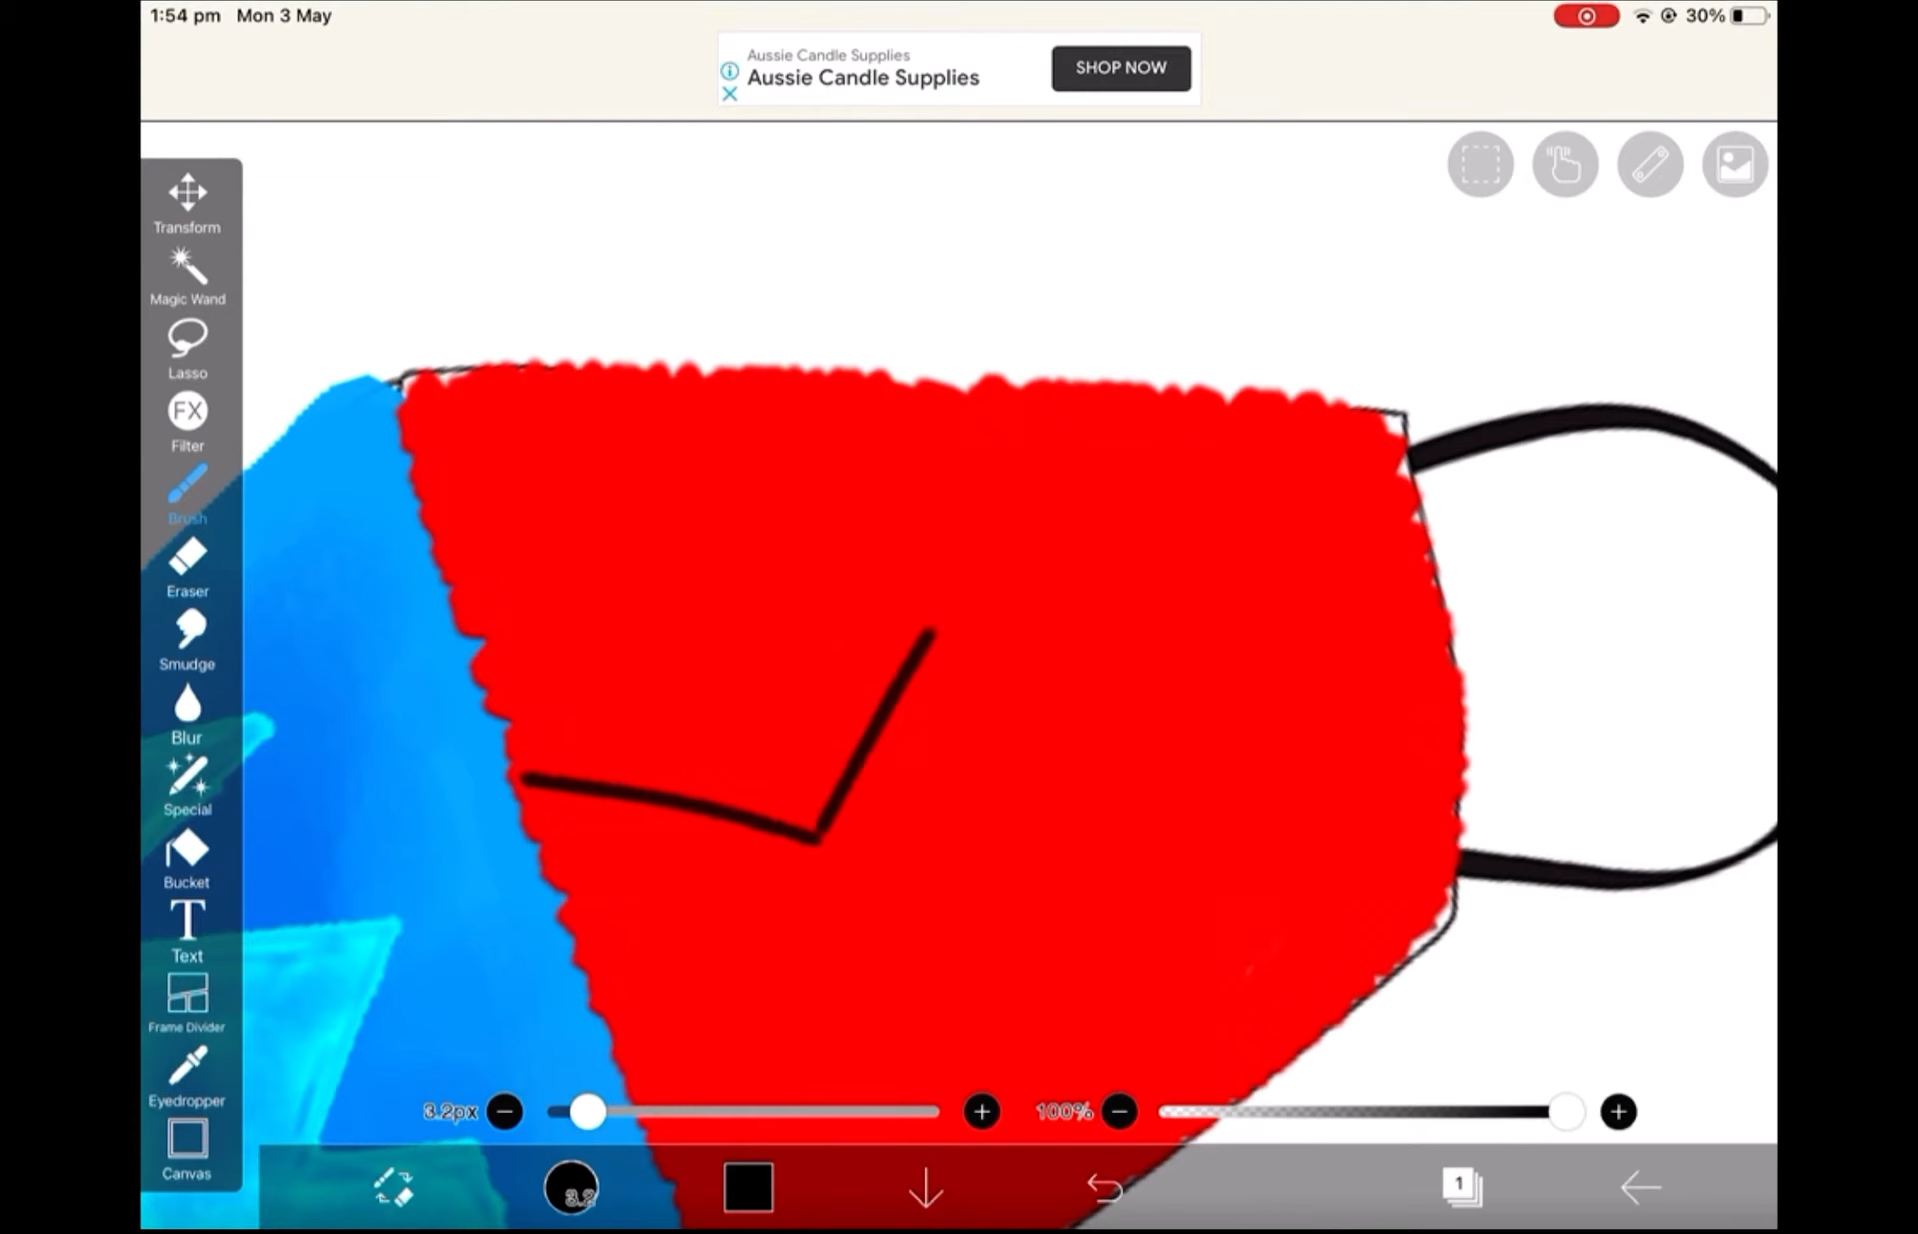 1:54 pm Mon 3 May
30%
Aussie Candle Supplies
Aussie Candle Supplies
SHOP NOW
Transform
Magic Wand
Lasso
FX
Filter
Brush
Eraser
Smudge
Blur
Special
Bucket
T
Text
Frame Divider
Eyedropper
Canvas
3.2px
100%
3.2
1